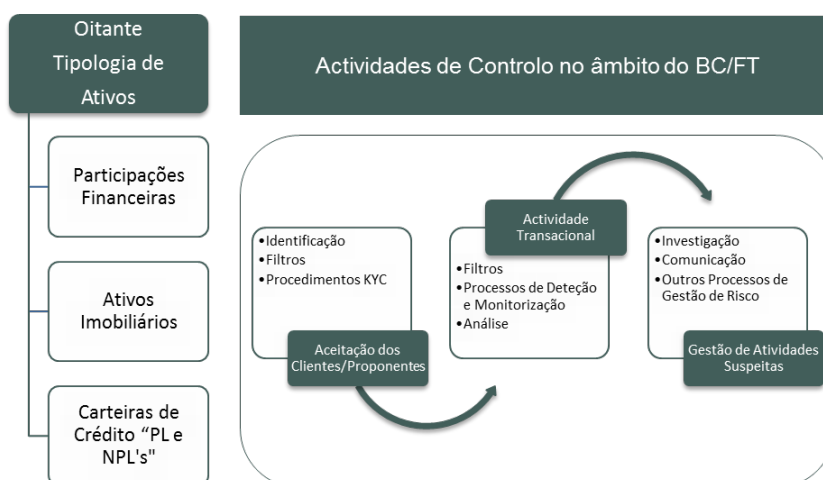 Oitante
Tipologia de
Ativos
Participações
Financeiras
Ativos
Imobiliários
Carteiras de
Crédito “PL e
NPL's"
Actividades de Controlo no âmbito do BC/FT
•Identificação
•Filtros
•Procedimentos KYC
Aceitação dos
Clientes/Proponentes
Actividade
Transacional
•Filtros
•Processos de Deteção
e Monitorização
•Análise
•Investigação
•Comunicação
•Outros Processos de
Gestão de Risco
Gestão de Atividades
Suspeitas